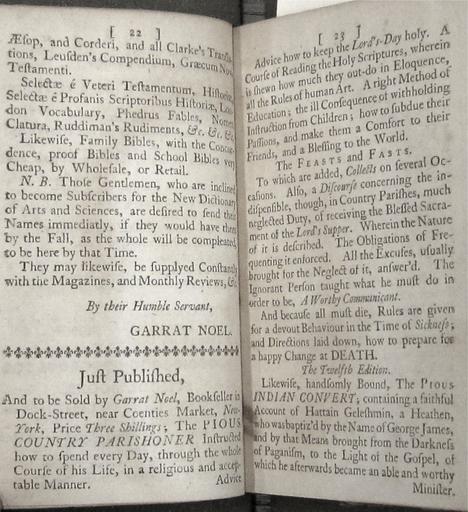 [ 22 ]
Æſop, and Corderi, and all Clarke's Tranſla-
tions, Leuſden's Compendium, Græcum Nov.
Teſtamenti.
Selectæ é Veteri Teſtamentum, Hiſtoriæ,
Selectæ é Profanis Scriptoribus Hiſtoriæ, Lon-
don Vocabulary, Phedrus Fables, Nomen
Clatura, Ruddiman's Rudiments, &c. &c. &c.
Likewiſe, Family Bibles, with the Concor-
dence, proof Bibles and School Bibles very
Cheap, by Wholeſale, or Retail.
N. B. Thoſe Gentlemen, who are inclined
to become Subſcribers for the New Dictionary
of Arts and Sciences, are deſired to ſend their
Names immediatly, if they would have them
by the Fall, as the whole will be compleated,
to be here by that Time.
They may likewiſe, be ſupplyed Conſtantly
with the Magazines, and Monthly Reviews, &c.
By their Humble Servant,
GARRAT NOEL.
Juſt Publiſhed,
And to be Sold by Garrat Noel, Bookſeller in
Dock-Street, near Coenties Market, New-
York, Price Three Shillings; The PIOUS
COUNTRY PARISHONER Inſtructed
how to ſpend every Day, through the whole
Courſe of his Life, in a religious and accep-
table Manner.
Advice
[ 23 ]
Advice how to keep the Lord's-Day holy. A
Courſe of Reading the Holy Scriptures, wherein
is ſhewn how much they out-do in Eloquence,
all the Rules of human Art. A right Method of
Education; the ill Conſequence of withholding
Inſtruction from Children; how to ſubdue their
Paſſions, and make them a Comfort to their
Friends, and a Bleſſing to the World.
The FEASTS and FASTS.
To which are added, Collects on ſeveral Oc-
caſions. Alſo, a Diſcourſe concerning the in-
diſpenſible, though, in Country Pariſhes, much
neglected Duty, of receiving the Bleſſed Sacra-
ment of the Lord's Supper. Wherein the Nature
of it is deſcribed. The Obligations of Fre-
quenting it enforced. All the Excuſes, uſually
brought for the Neglect of it, anſwer'd. The
Ignorant Perſon taught what he muſt do in
order to be, A Worthy Communicant.
And becauſe all muſt die, Rules are given
for a devout Behaviour in the Time of Sickneſs;
and Directions laid down, how to prepare for
a happy Change at DEATH.
The Twelfth Edition.
Likewiſe, handſomly Bound, The PIOUS
INDIAN CONVERT, containing a faithful
Account of Hattain Geleſhmin, a Heathen,
who was baptiz'd by the Name of George James,
and by that Means brought from the Darkneſs
of Paganiſm, to the Light of the Goſpel, of
which he afterwards became an able and worthy
Miniſter.